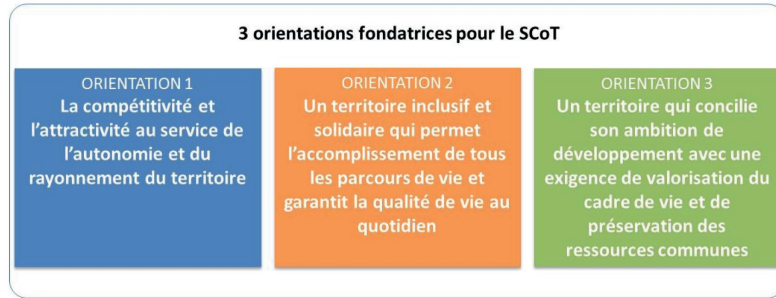 3 orientations fondatrices pour le SCoT
ORIENTATION 1
La compétitivité et
l'attractivité au service de
l'autonomie et du
rayonnement du territoire
ORIENTATION 2
Un territoire inclusif et
solidaire qui permet
l'accomplissement de tous
les parcours de vie et
garantit la qualité de vie au
quotidien
ORIENTATION 3
Un territoire qui concilie
son ambition de
développement avec une
exigence de valorisation du
cadre de vie et de
préservation des
ressources communes